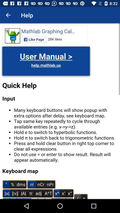 8:32
Help
Mathlab Graphing Cal..
Like Page
28K likes
User Manual >
help.mathlab.us
Quick Help
Input
• Many keyboard buttons will show popup with
extra options after delay, see keyboard map.
• Tap same key repeatedly to cycle through
available entries (e.g. x→y→z).
• Hold e to switch to hyperbolic functions.
• Hold π to switch back to trigonometric functions.
• Press and hold clear button in right top corner to
clear all expressions.
• Do not use = or enter to show result. Result will
appear automatically.
Keyboard map